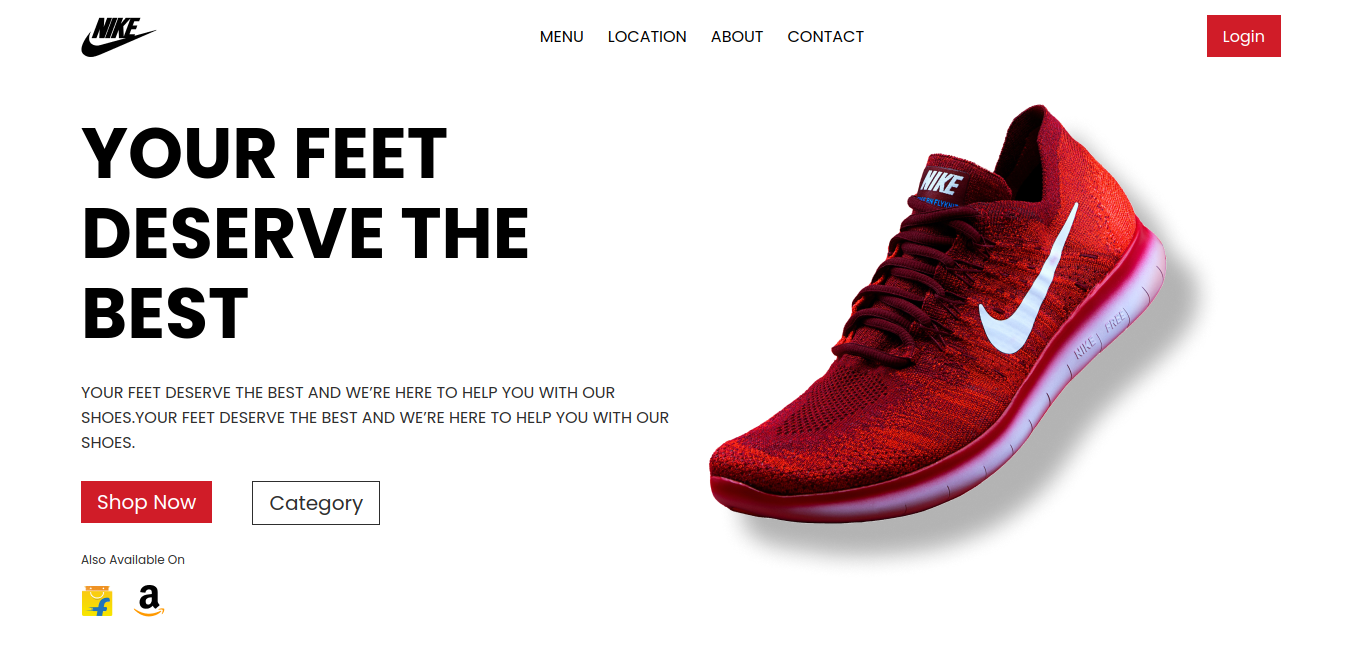 NIKE
MENU LOCATION ABOUT CONTACT
Login
YOUR FEET
DESERVE THE
BEST
YOUR FEET DESERVE THE BEST AND WE’RE HERE TO HELP YOU WITH OUR
SHOES.YOUR FEET DESERVE THE BEST AND WE’RE HERE TO HELP YOU WITH OUR
SHOES.
Shop Now
Category
Also Available On
f
a
NIKE
NIKE FREE